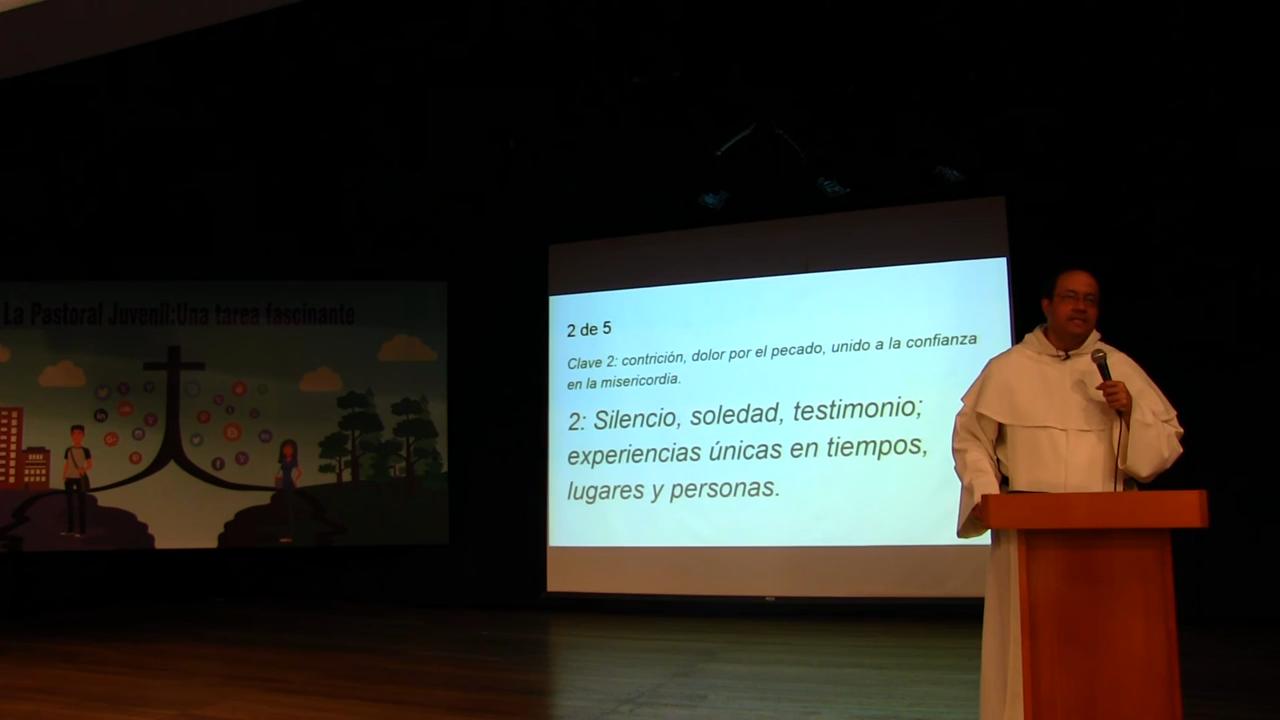 La Pastoral Juvenil:Una tarea fascinante
2 de 5
Clave 2: contrición, dolor por el pecado, unido a la confianza
en la misericordia.
2: Silencio, soledad, testimonio;
experiencias únicas en tiempos,
lugares y personas.